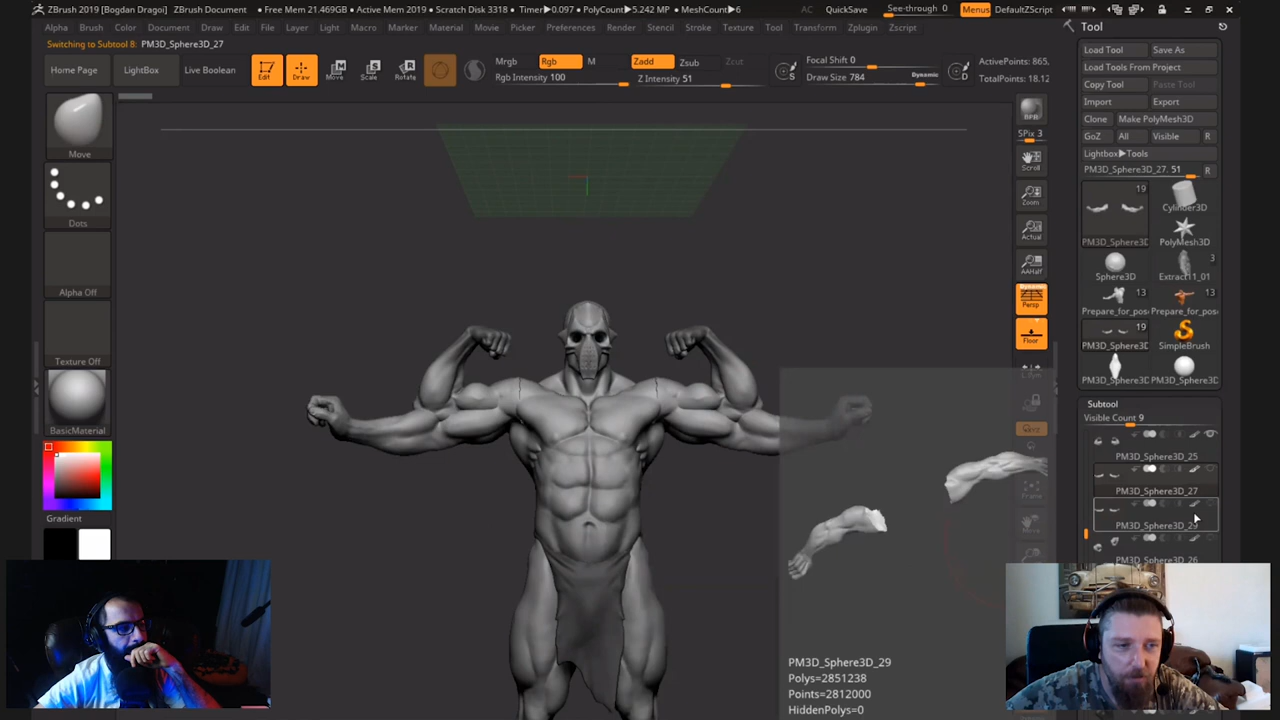 ZBrush 2019 [Bogdan Dragoi] ZBrush Document • Free Mem 21.469GB • Active Mem 2019 • Scratch Disk 3318 • Timer▶0.097 • PolyCount▶5.242 MP • MeshCount▶6 AC QuickSave See-through 0 Menus DefaultZScript
Alpha Brush Color Document Draw Edit File Layer Light Macro Marker Material Movie Picker Preferences Render Stencil Stroke Texture Tool Transform Zplugin Zscript
Switching to Subtool 8: PM3D_Sphere3D_27
Home Page LightBox Live Boolean Edit Draw Move Scale Rotate
Mrgb Rgb M Zadd Zsub Zcut
Rgb Intensity 100 Z Intensity 51
Focal Shift 0
Draw Size 784 Dynamic
ActivePoints: 865,
TotalPoints: 18.12
Move
Dots
Alpha Off
Texture Off
BasicMaterial
Gradient
BPR
SPix 3
Scroll
Zoom
Actual
AAHalf
Dynamic
Persp
Floor
Frame
Move
Tool
Load Tool Save As
Load Tools From Project
Copy Tool Paste Tool
Import Export
Clone Make PolyMesh3D
GoZ All Visible R
Lightbox▶Tools
PM3D_Sphere3D_27. 51 R
19
Cylinder3D
PM3D_Sphere3D PolyMesh3D
3
Sphere3D Extract11_01
13 13
Prepare_for_pos Prepare_for_pos
19
PM3D_Sphere3D SimpleBrush
PM3D_Sphere3D PM3D_Sphere3D
Subtool
Visible Count 9
PM3D_Sphere3D_25
PM3D_Sphere3D_27
PM3D_Sphere3D_29
PM3D_Sphere3D_26
PM3D_Sphere3D_29
Polys=2851238
Points=2812000
HiddenPolys=0